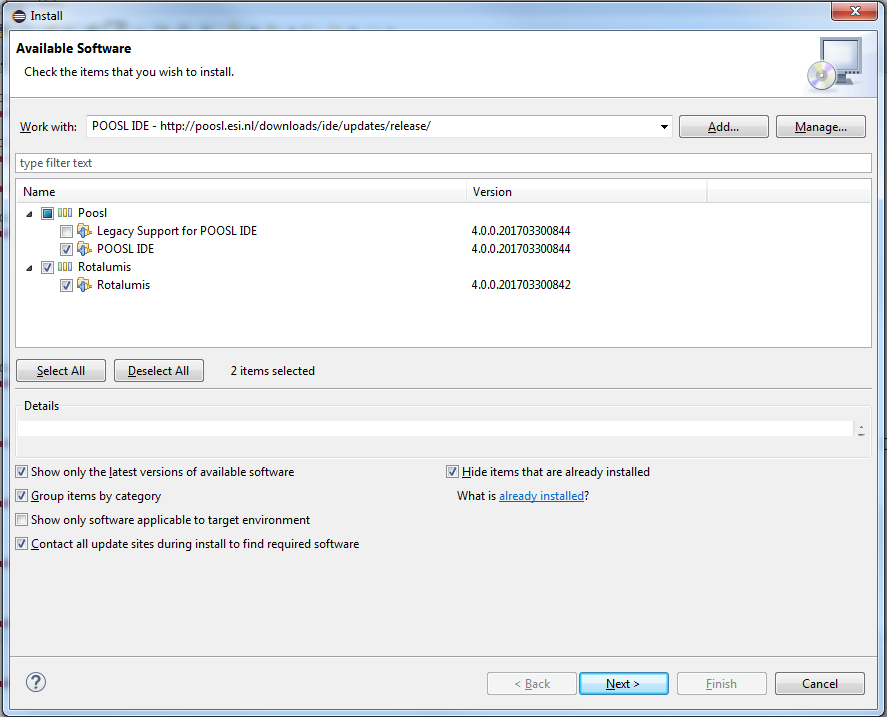 Install
Available Software
Check the items that you wish to install.
Work with: POOSL IDE - http://poosl.esi.nl/downloads/ide/updates/release/ Add... Manage...
type filter text
Name Version
Poosl
Legacy Support for POOSL IDE 4.0.0.201703300844
POOSL IDE 4.0.0.201703300844
Rotalumis
Rotalumis 4.0.0.201703300842
Select All Deselect All 2 items selected
Details
Show only the latest versions of available software Hide items that are already installed
Group items by category What is already installed?
Show only software applicable to target environment
Contact all update sites during install to find required software
? < Back Next > Finish Cancel